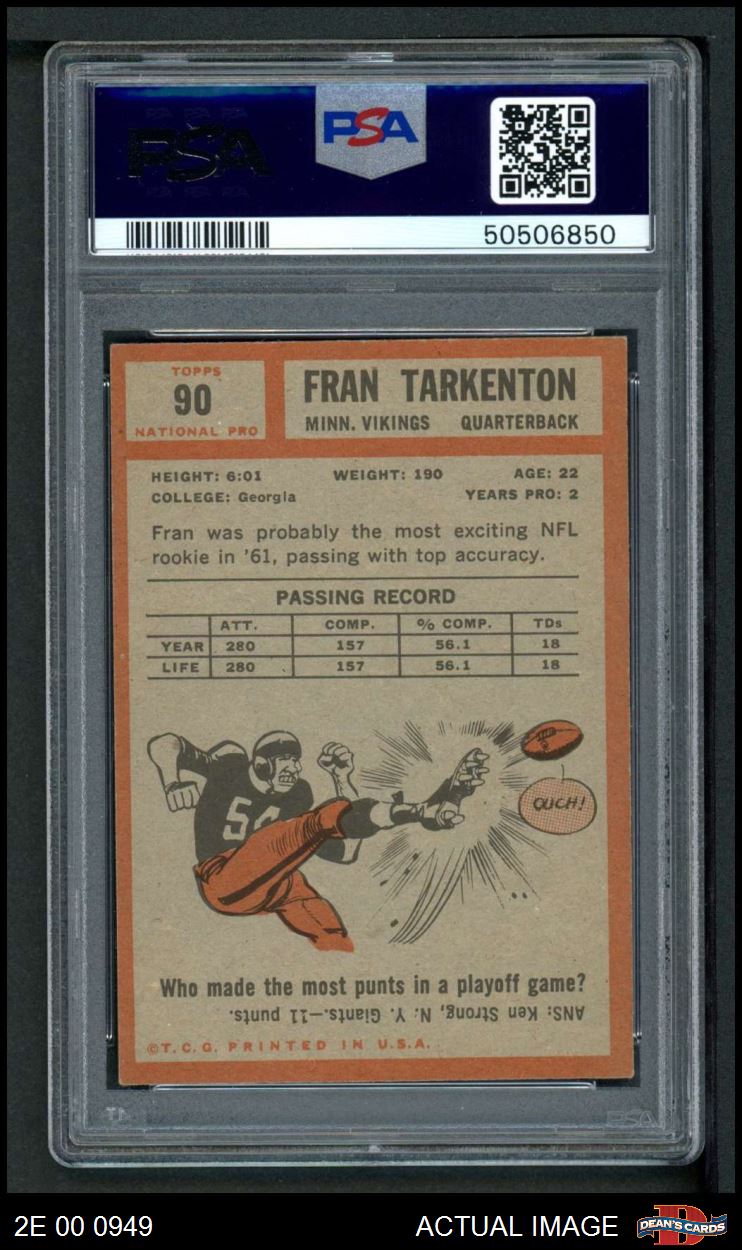 PSA
PSA
50506850
TOPPS
90
NATIONAL PRO
FRAN TARKENTON
MINN. VIKINGS QUARTERBACK
HEIGHT: 6:01 WEIGHT: 190 AGE: 22
COLLEGE: Georgia YEARS PRO: 2
Fran was probably the most exciting NFL
rookie in '61, passing with top accuracy.
PASSING RECORD
ATT. COMP. % COMP. TDs
YEAR 280 157 56.1 18
LIFE 280 157 56.1 18
54
OUCH!
Who made the most punts in a playoff game?
ANS: Ken Strong, N. Y. Giants.—11 punts.
©T.C.G. PRINTED IN U.S.A.
PSA
2E 00 0949 ACTUAL IMAGE
DEAN'S CARDS